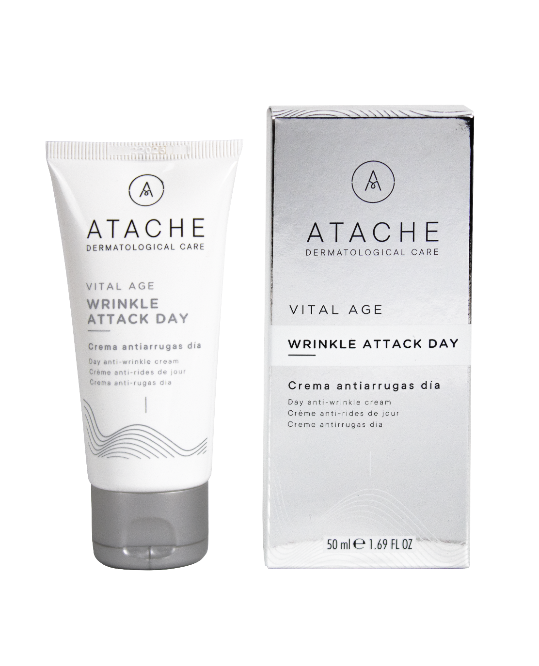 ATACHE
DERMATOLOGICAL CARE
VITAL AGE
WRINKLE
ATTACK DAY
Crema antiarrugas día
Day anti-wrinkle cream
Crème anti-rides de jour
Creme anti-rugas dia
ATACHE
DERMATOLOGICAL CARE
VITAL AGE
WRINKLE ATTACK DAY
Crema antiarrugas día
Day anti-wrinkle cream
Crème anti-rides de jour
Creme antirrugas dia
50 ml ℮ 1.69 FL OZ